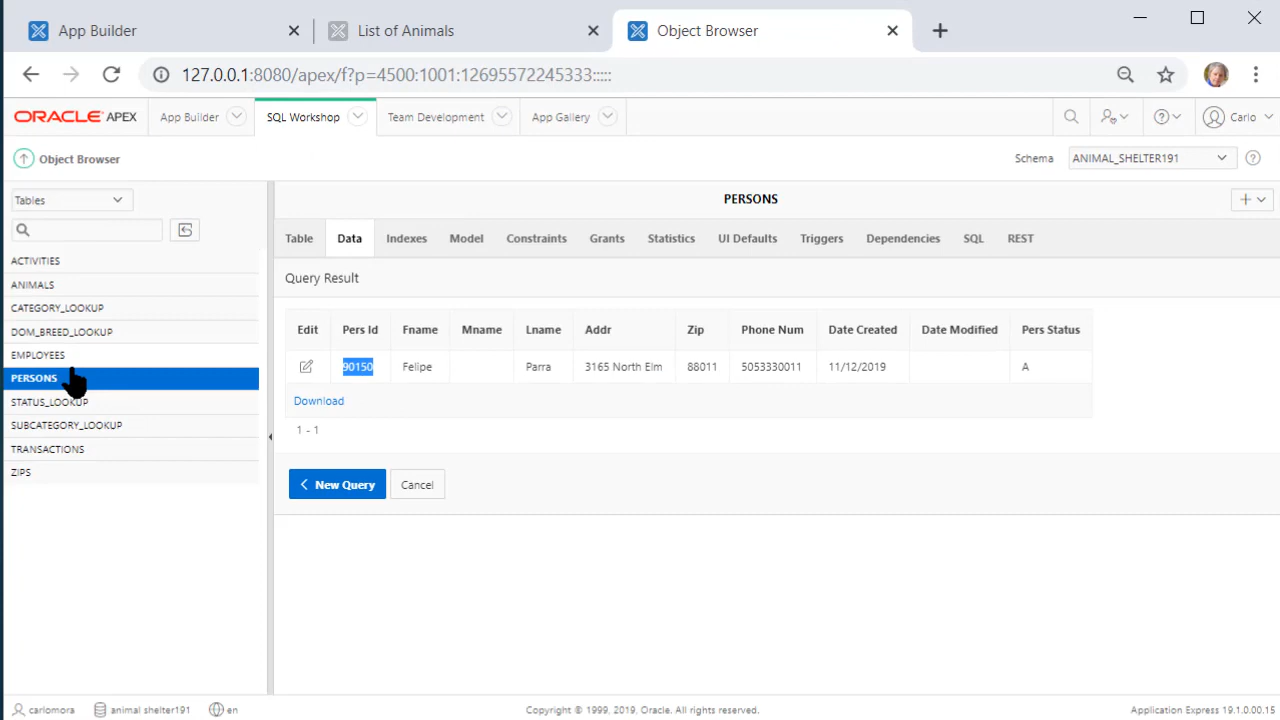 App Builder
List of Animals
Object Browser
127.0.0.1:8080/apex/f?p=4500:1001:12695572245333:::::
ORACLE APEX
App Builder
SQL Workshop
Team Development
App Gallery
Carlo
Object Browser
Schema
ANIMAL_SHELTER191
Tables
PERSONS
Table Data Indexes Model Constraints Grants Statistics UI Defaults Triggers Dependencies SQL REST
ACTIVITIES
ANIMALS
CATEGORY_LOOKUP
DOM_BREED_LOOKUP
EMPLOYEES
PERSONS
STATUS_LOOKUP
SUBCATEGORY_LOOKUP
TRANSACTIONS
ZIPS
Query Result
Edit Pers Id Fname Mname Lname Addr Zip Phone Num Date Created Date Modified Pers Status
90150 Felipe Parra 3165 North Elm 88011 5053330011 11/12/2019 A
Download
1 - 1
New Query
Cancel
carlomora
animal shelter191
en
Copyright © 1999, 2019, Oracle. All rights reserved.
Application Express 19.1.0.00.15